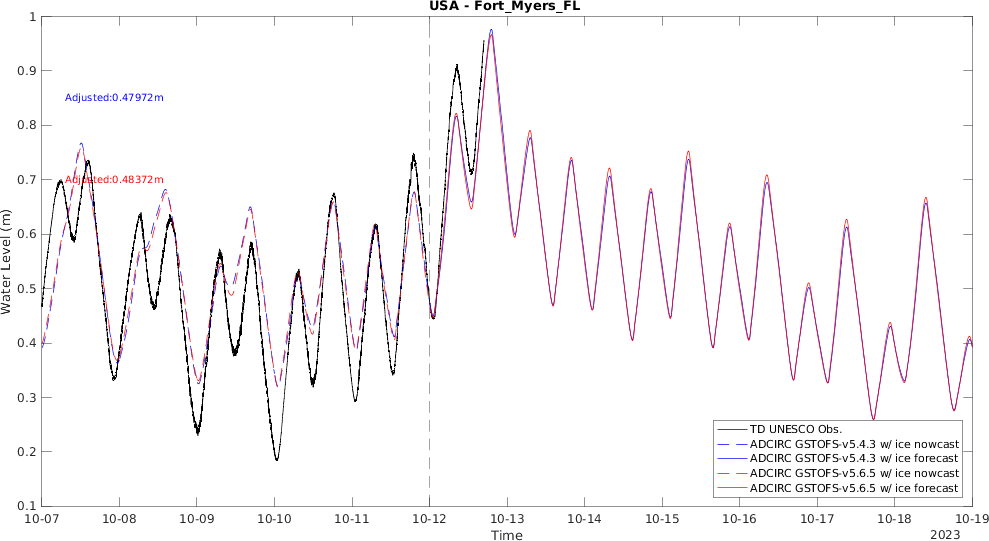 USA - Fort_Myers_FL
1
0.9
0.8
0.7
0.6
0.5
0.4
0.3
0.2
0.1
Water Level (m)
Adjusted:0.47972m
Adjusted:0.48372m
TD UNESCO Obs.
ADCIRC GSTOFS-v5.4.3 w/ ice nowcast
ADCIRC GSTOFS-v5.4.3 w/ ice forecast
ADCIRC GSTOFS-v5.6.5 w/ ice nowcast
ADCIRC GSTOFS-v5.6.5 w/ ice forecast
10-07 10-08 10-09 10-10 10-11 10-12 10-13 10-14 10-15 10-16 10-17 10-18 10-19
Time
2023